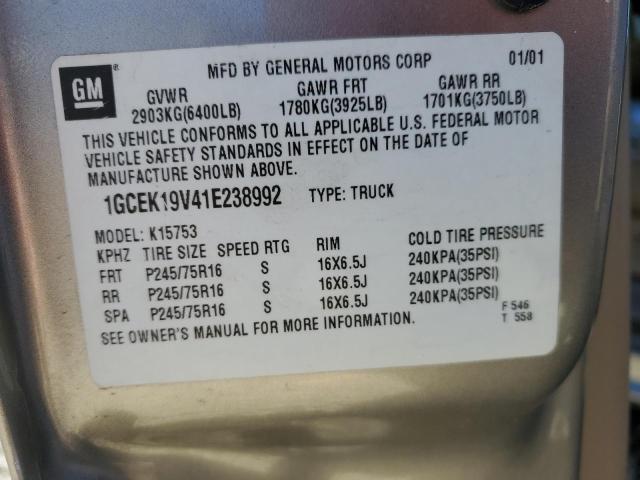 GM ®
MFD BY GENERAL MOTORS CORP 01/01
GVWR GAWR FRT GAWR RR
2903KG(6400LB) 1780KG(3925LB) 1701KG(3750LB)
THIS VEHICLE CONFORMS TO ALL APPLICABLE U.S. FEDERAL MOTOR
VEHICLE SAFETY STANDARDS IN EFFECT ON THE DATE OF
MANUFACTURE SHOWN ABOVE.
1GCEK19V41E238992 TYPE: TRUCK
MODEL: K15753
KPHZ TIRE SIZE SPEED RTG RIM COLD TIRE PRESSURE
FRT P245/75R16 S 16X6.5J 240KPA(35PSI)
RR P245/75R16 S 16X6.5J 240KPA(35PSI)
SPA P245/75R16 S 16X6.5J 240KPA(35PSI)
SEE OWNER'S MANUAL FOR MORE INFORMATION.
F 546
T 558